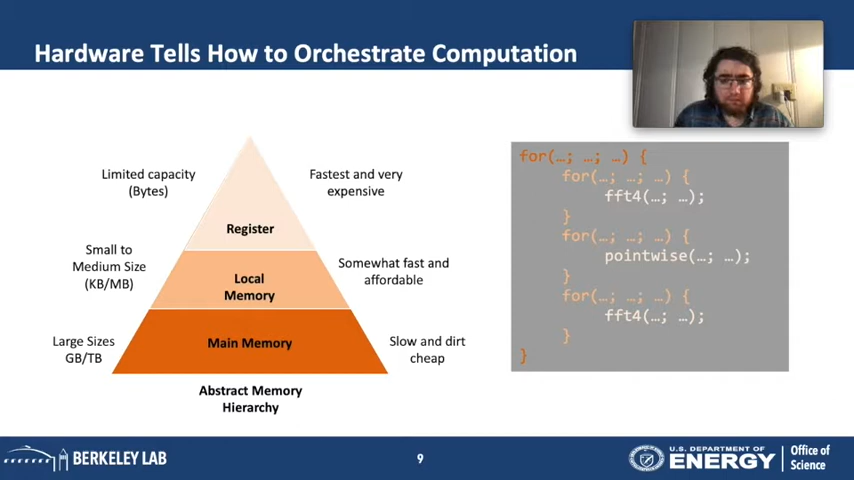 Hardware Tells How to Orchestrate Computation
Limited capacity
(Bytes)
Fastest and very
expensive
Register
Small to
Medium Size
(KB/MB)
Local
Memory
Somewhat fast and
affordable
Large Sizes
GB/TB
Main Memory
Slow and dirt
cheap
Abstract Memory
Hierarchy
for(…; …; …) {
for(…; …; …) {
fft4(…; …);
}
for(…; …; …) {
pointwise(…; …);
}
for(…; …; …) {
fft4(…; …);
}
}
BERKELEY LAB
9
U.S. DEPARTMENT OF
ENERGY
Office of
Science